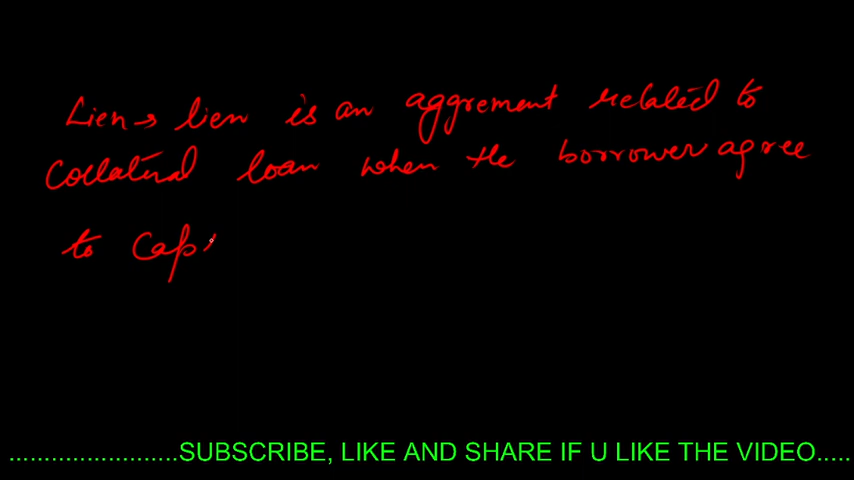 Lien→ lien is an aggrement related to
Collateral loan when the borrower agree
to Cap
.......................SUBSCRIBE, LIKE AND SHARE IF U LIKE THE VIDEO.....